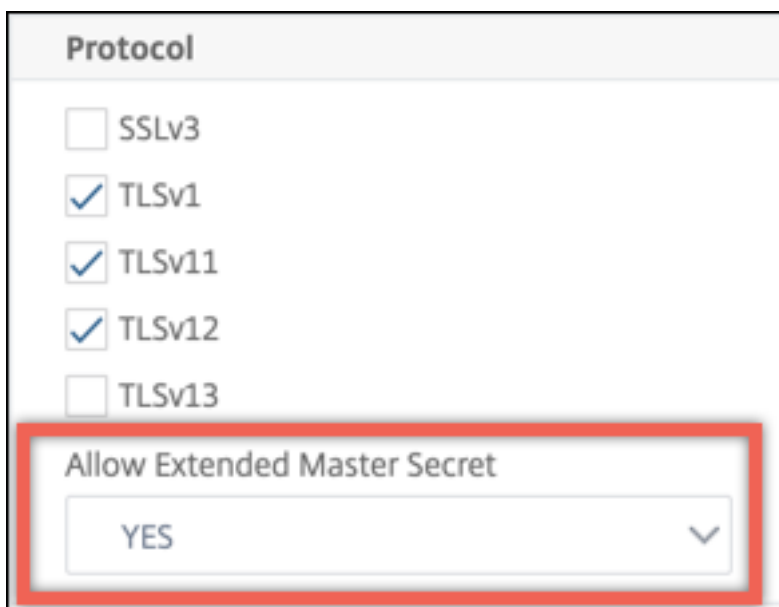 Protocol
SSLv3
TLSv1
TLSv11
TLSv12
TLSv13
Allow Extended Master Secret
YES